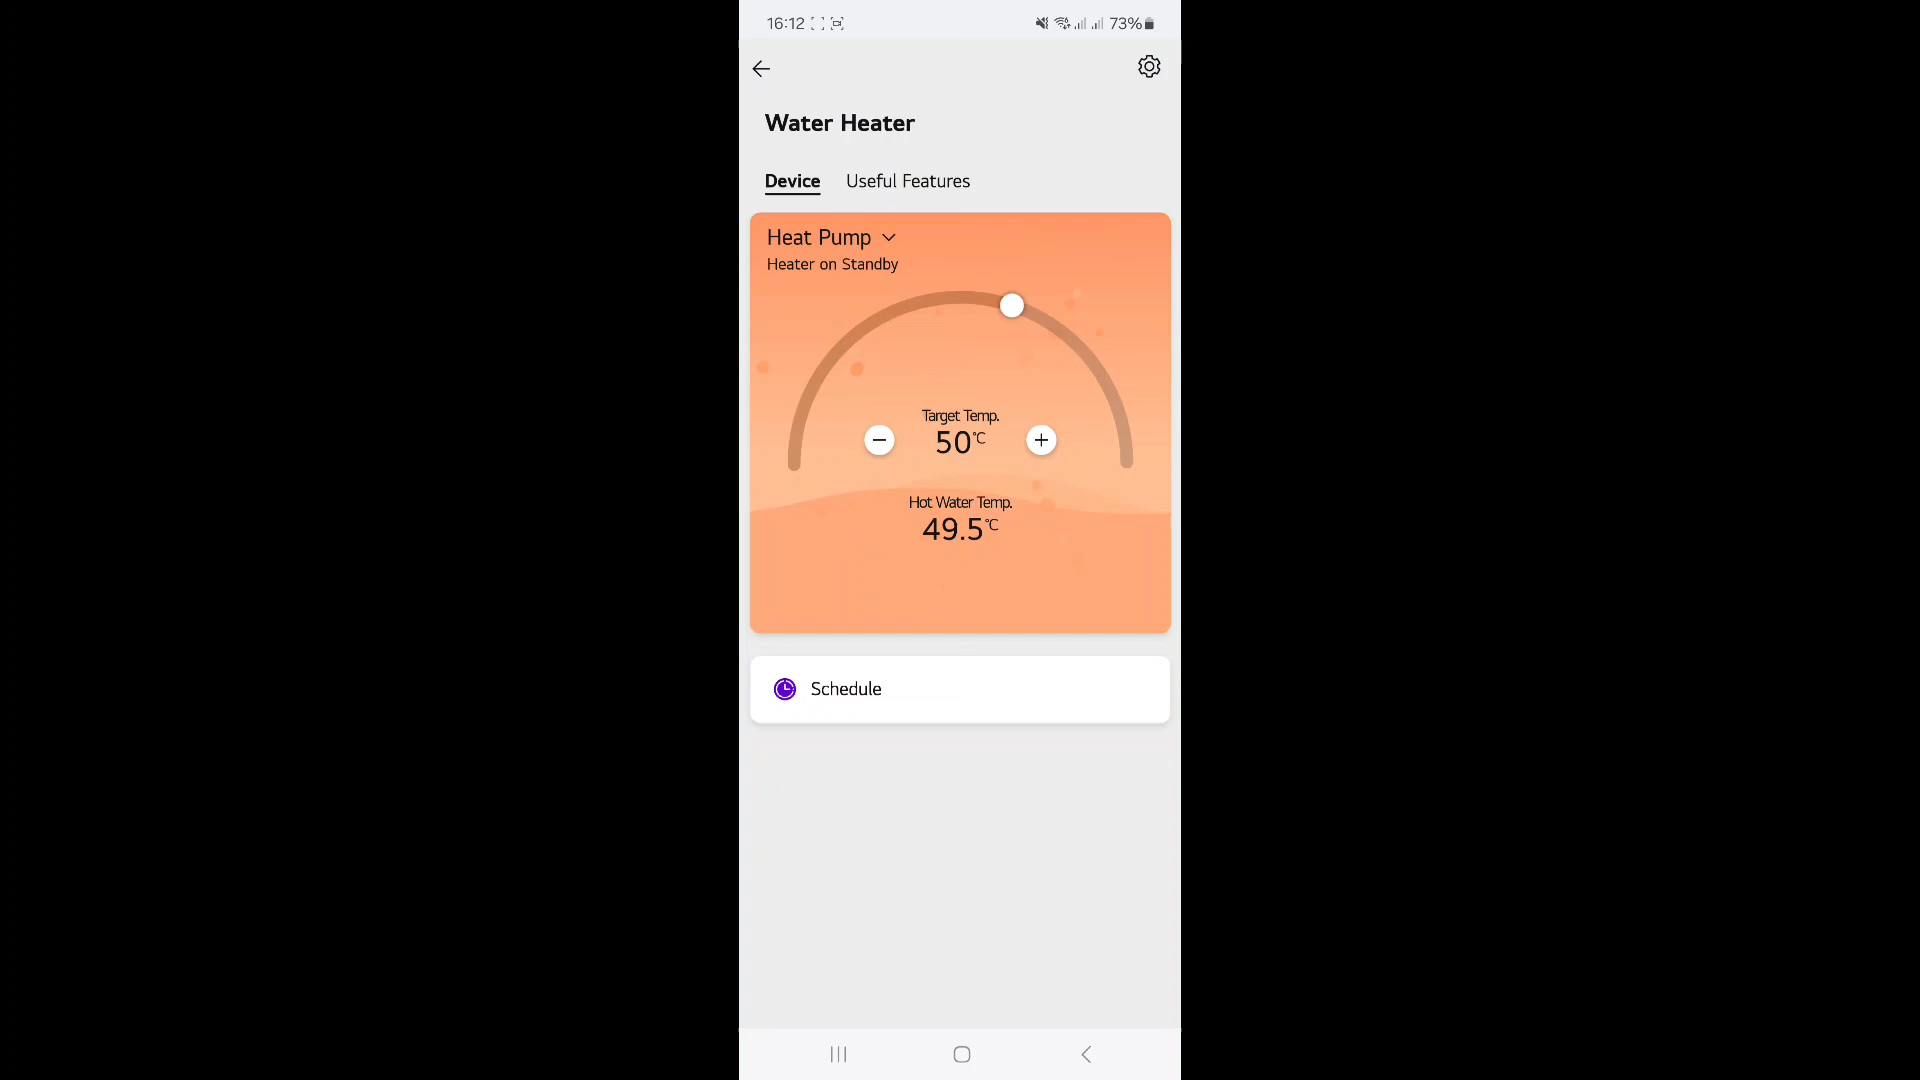 16:12 73%
Water Heater
Device Useful Features
Heat Pump
Heater on Standby
Target Temp.
50°C
Hot Water Temp.
49.5°C
Schedule